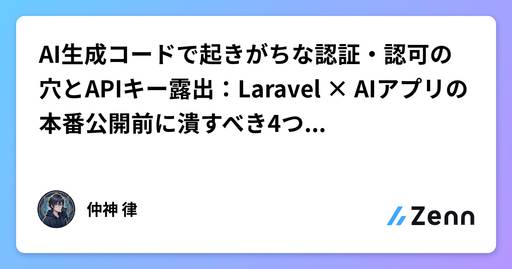 AI生成コードで起きがちな認証・認可の
穴とAPIキー露出：Laravel × AIアプリの
本番公開前に潰すべき4つ...
仲神 律
Zenn